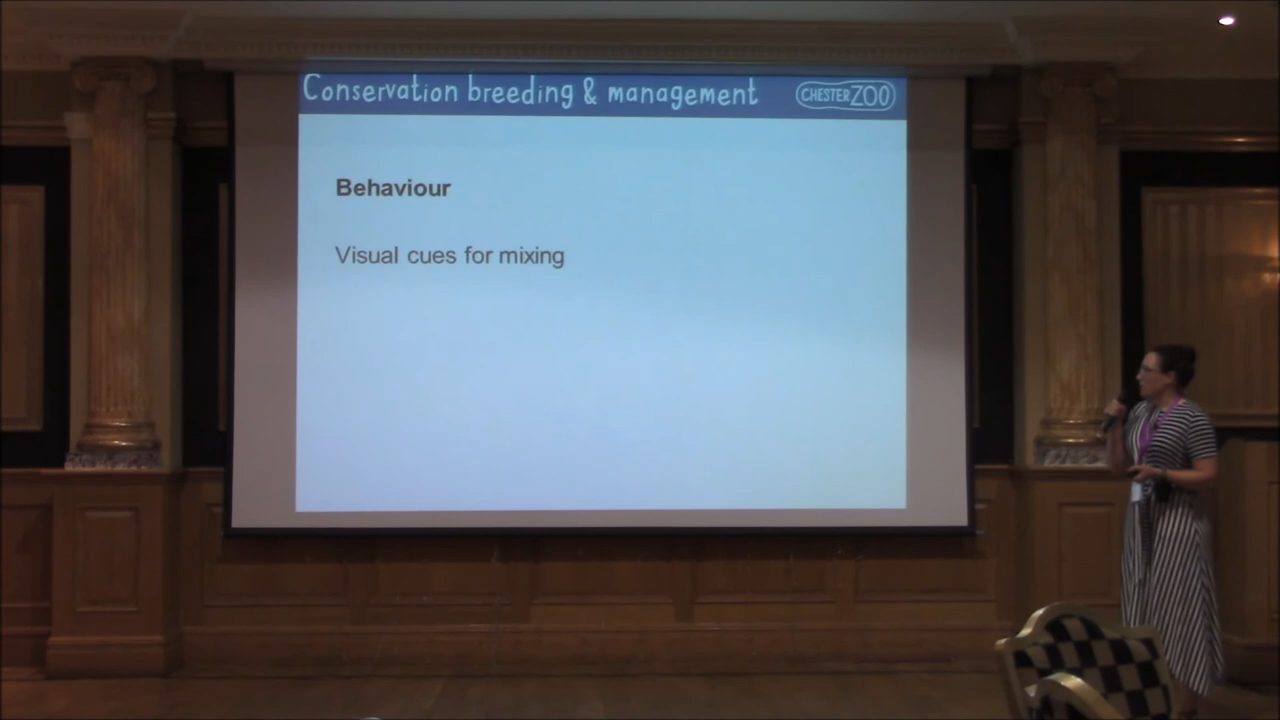 Conservation breeding & management
CHESTER ZOO
Behaviour
Visual cues for mixing